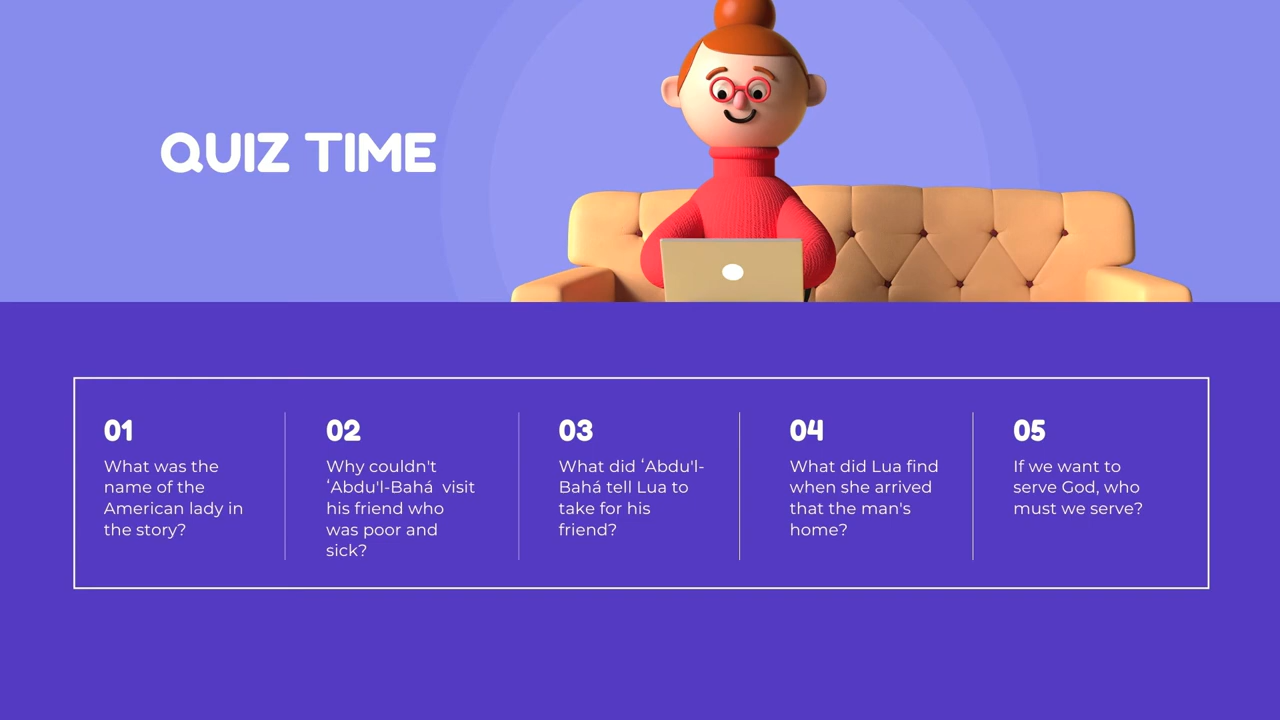 QUIZ TIME
01
What was the
name of the
American lady in
the story?
02
Why couldn't
ʻAbdu'l-Bahá  visit
his friend who
was poor and
sick?
03
What did ʻAbdu'l-
Bahá tell Lua to
take for his
friend?
04
What did Lua find
when she arrived
that the man's
home?
05
If we want to
serve God, who
must we serve?